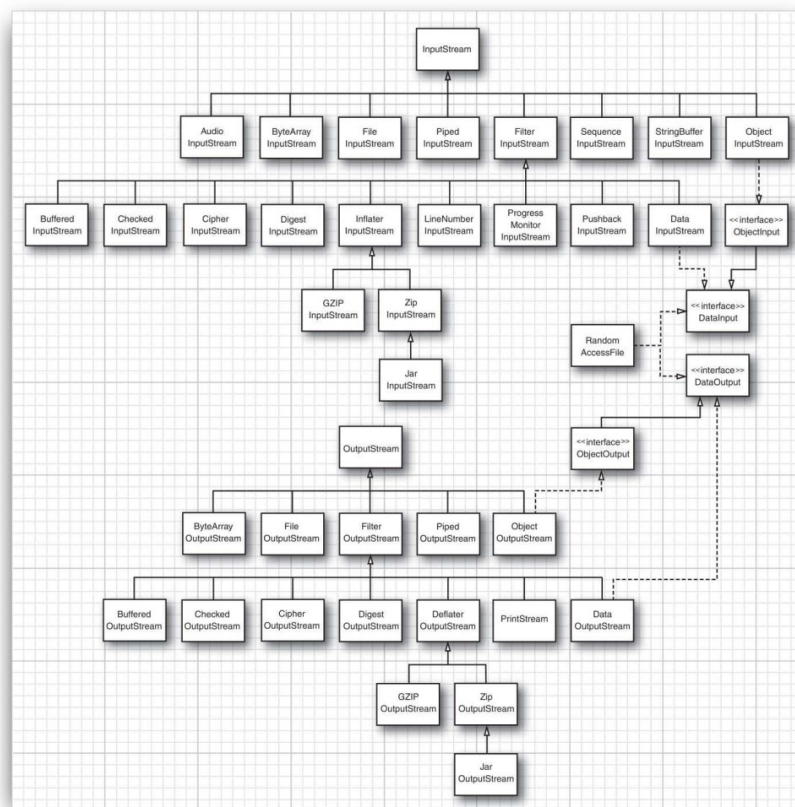 InputStream
Audio
InputStream
ByteArray
InputStream
File
InputStream
Piped
InputStream
Filter
InputStream
Sequence
InputStream
StringBuffer
InputStream
Object
InputStream
Buffered
InputStream
Checked
InputStream
Cipher
InputStream
Digest
InputStream
Inflater
InputStream
LineNumber
InputStream
Progress
Monitor
InputStream
Pushback
InputStream
Data
InputStream
<<interface>>
ObjectInput
GZIP
InputStream
Zip
InputStream
<<interface>>
DataInput
Random
AccessFile
Jar
InputStream
<<interface>>
DataOutput
OutputStream
<<interface>>
ObjectOutput
ByteArray
OutputStream
File
OutputStream
Filter
OutputStream
Piped
OutputStream
Object
OutputStream
Buffered
OutputStream
Checked
OutputStream
Cipher
OutputStream
Digest
OutputStream
Deflater
OutputStream
PrintStream
Data
OutputStream
GZIP
OutputStream
Zip
OutputStream
Jar
OutputStream